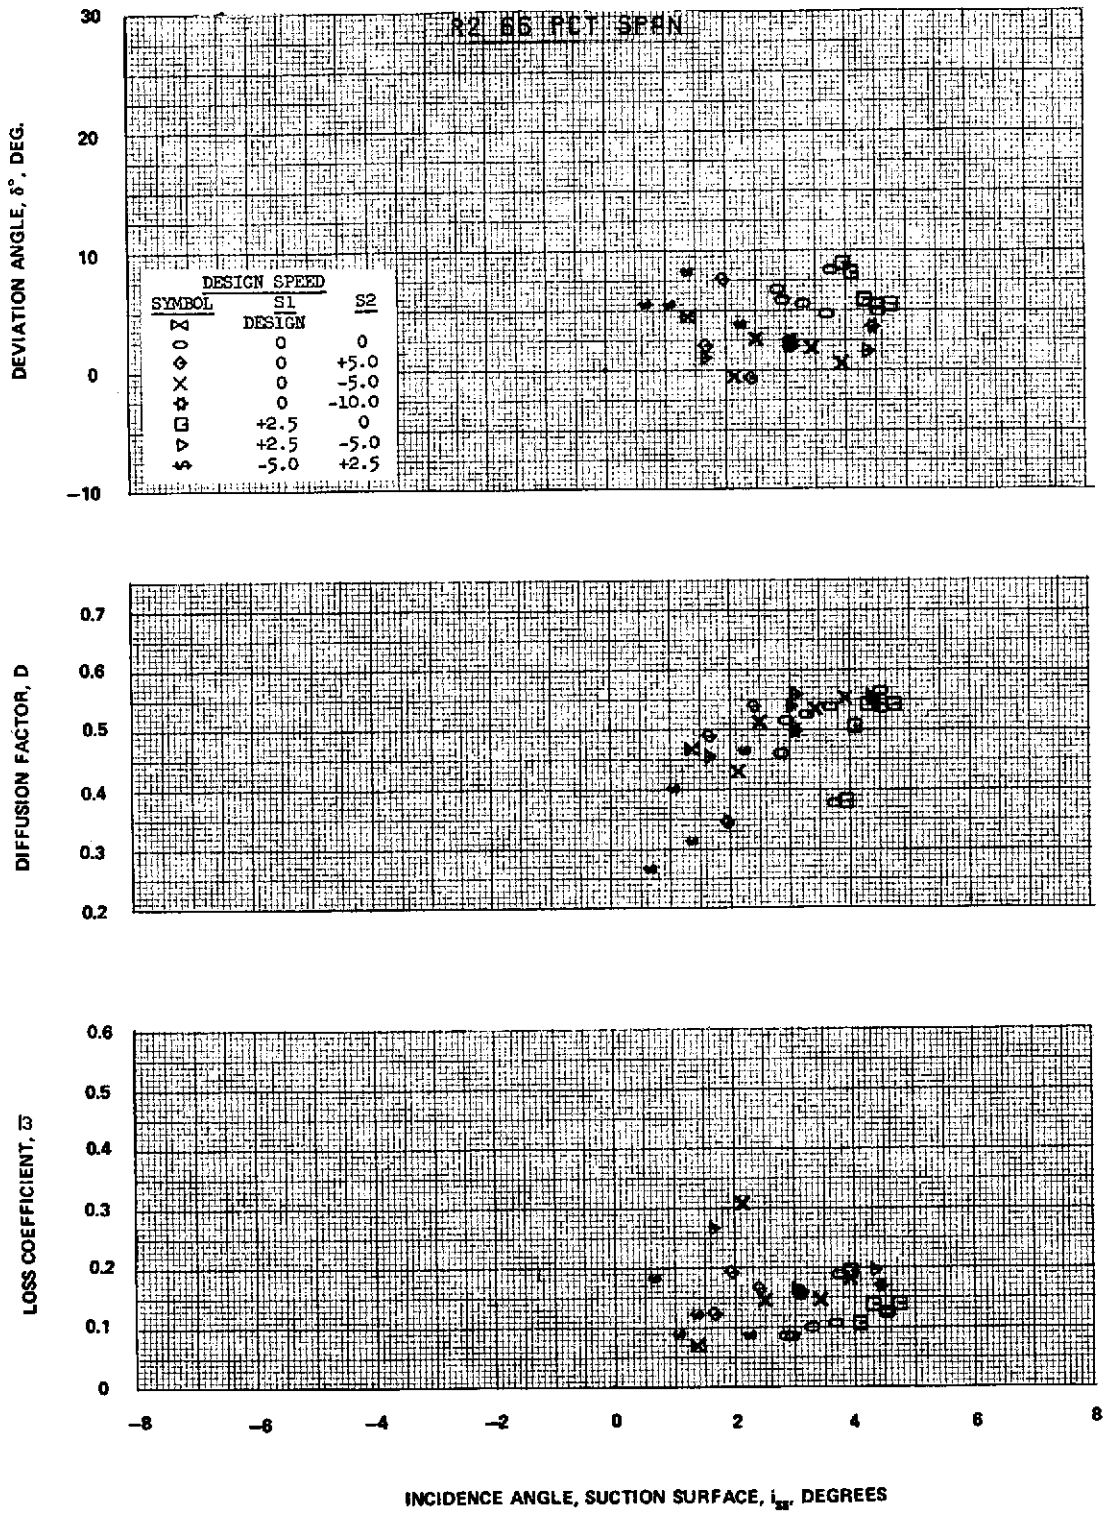 R2 66 PCT SPPN
30
20
10
0
−10
DEVIATION ANGLE, δ°, DEG.
DESIGN SPEED
SYMBOL S1 S2
DESIGN
0 0
0 +5.0
0 -5.0
0 -10.0
+2.5 0
+2.5 -5.0
-5.0 +2.5
0.7
0.6
0.5
0.4
0.3
0.2
DIFFUSION FACTOR, D
0.6
0.5
0.4
0.3
0.2
0.1
0
LOSS COEFFICIENT, ω̅
−8 −6 −4 −2 0 2 4 6 8
INCIDENCE ANGLE, SUCTION SURFACE, iss, DEGREES